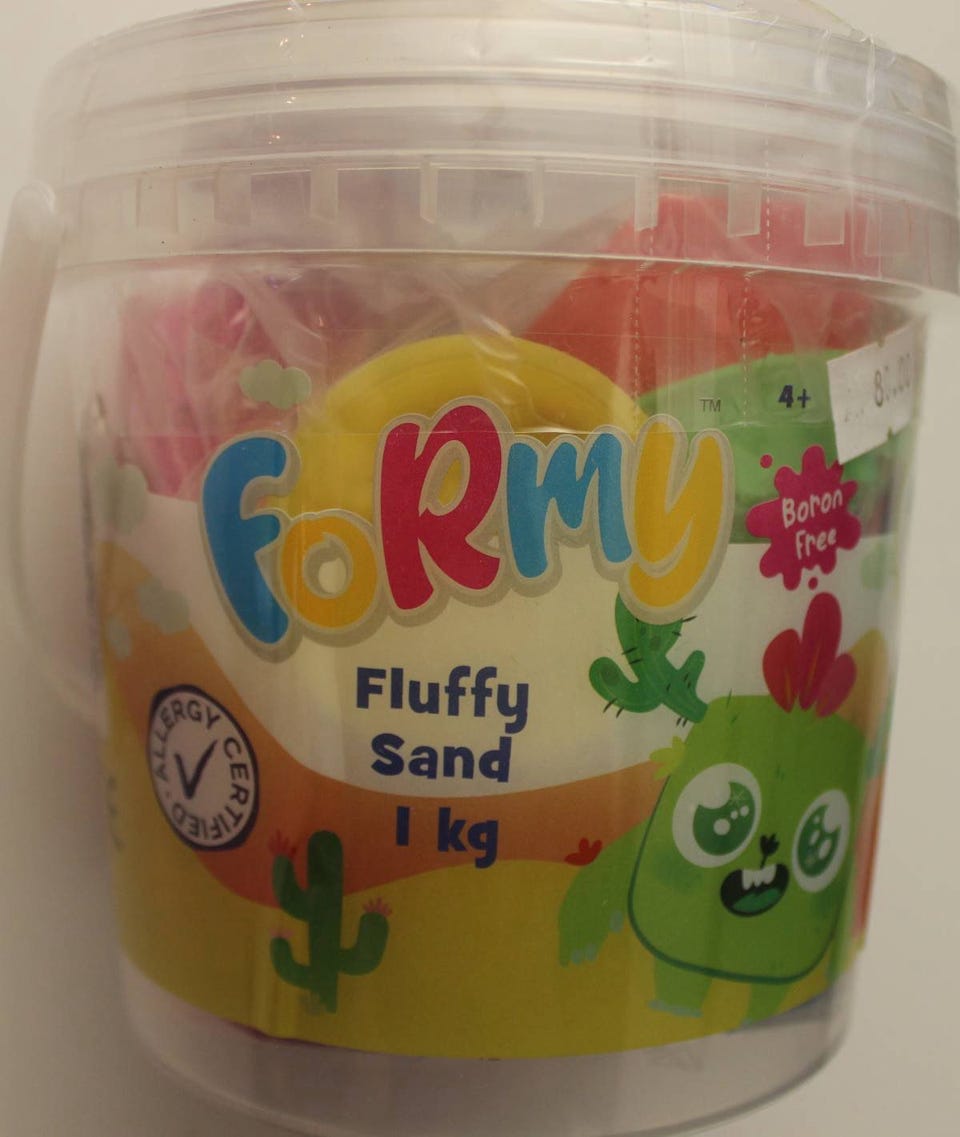 FoRmy
TM
4+
Boron
Free
Fluffy
Sand
1 kg
ALLERGY CERTIFIED